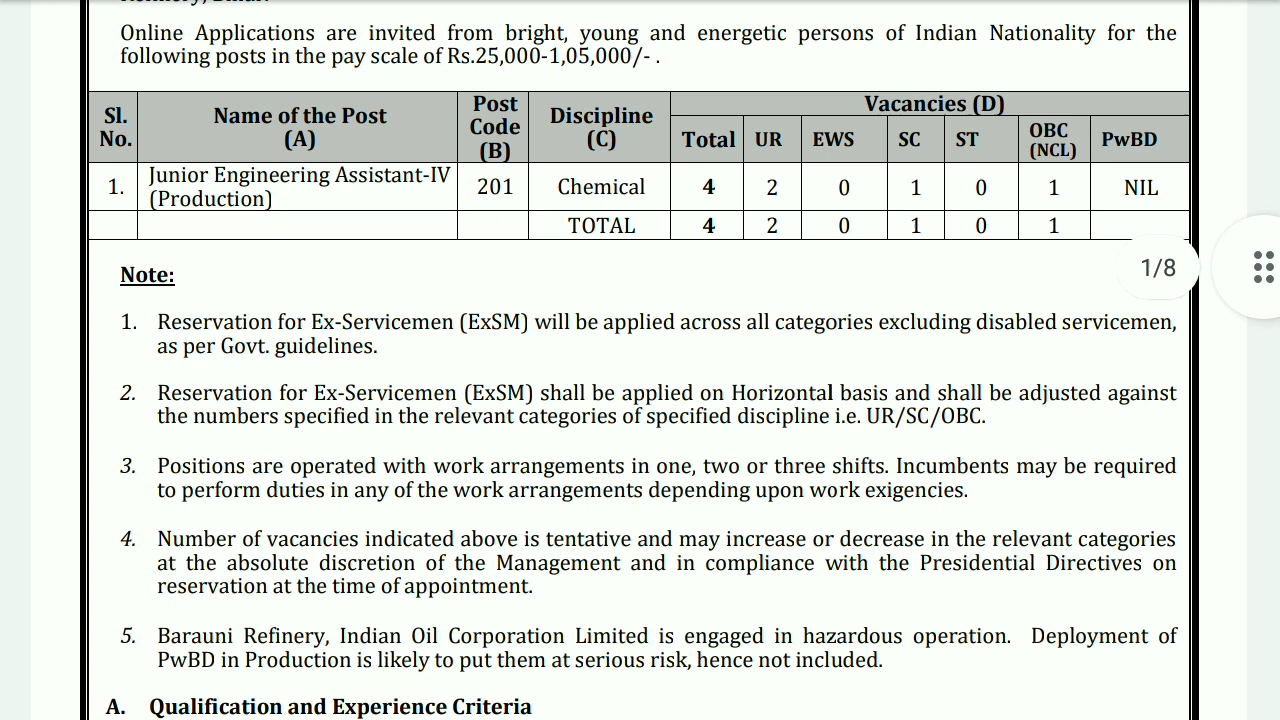 Online Applications are invited from bright, young and energetic persons of Indian Nationality for the
following posts in the pay scale of Rs.25,000-1,05,000/- .
Sl. No. Name of the Post (A) Post Code (B) Discipline (C) Vacancies (D)
Total UR EWS SC ST OBC (NCL) PwBD
1. Junior Engineering Assistant-IV (Production) 201 Chemical 4 2 0 1 0 1 NIL
TOTAL 4 2 0 1 0 1
1/8
Note:
1. Reservation for Ex-Servicemen (ExSM) will be applied across all categories excluding disabled servicemen,
as per Govt. guidelines.
2. Reservation for Ex-Servicemen (ExSM) shall be applied on Horizontal basis and shall be adjusted against
the numbers specified in the relevant categories of specified discipline i.e. UR/SC/OBC.
3. Positions are operated with work arrangements in one, two or three shifts. Incumbents may be required
to perform duties in any of the work arrangements depending upon work exigencies.
4. Number of vacancies indicated above is tentative and may increase or decrease in the relevant categories
at the absolute discretion of the Management and in compliance with the Presidential Directives on
reservation at the time of appointment.
5. Barauni Refinery, Indian Oil Corporation Limited is engaged in hazardous operation. Deployment of
PwBD in Production is likely to put them at serious risk, hence not included.
A. Qualification and Experience Criteria